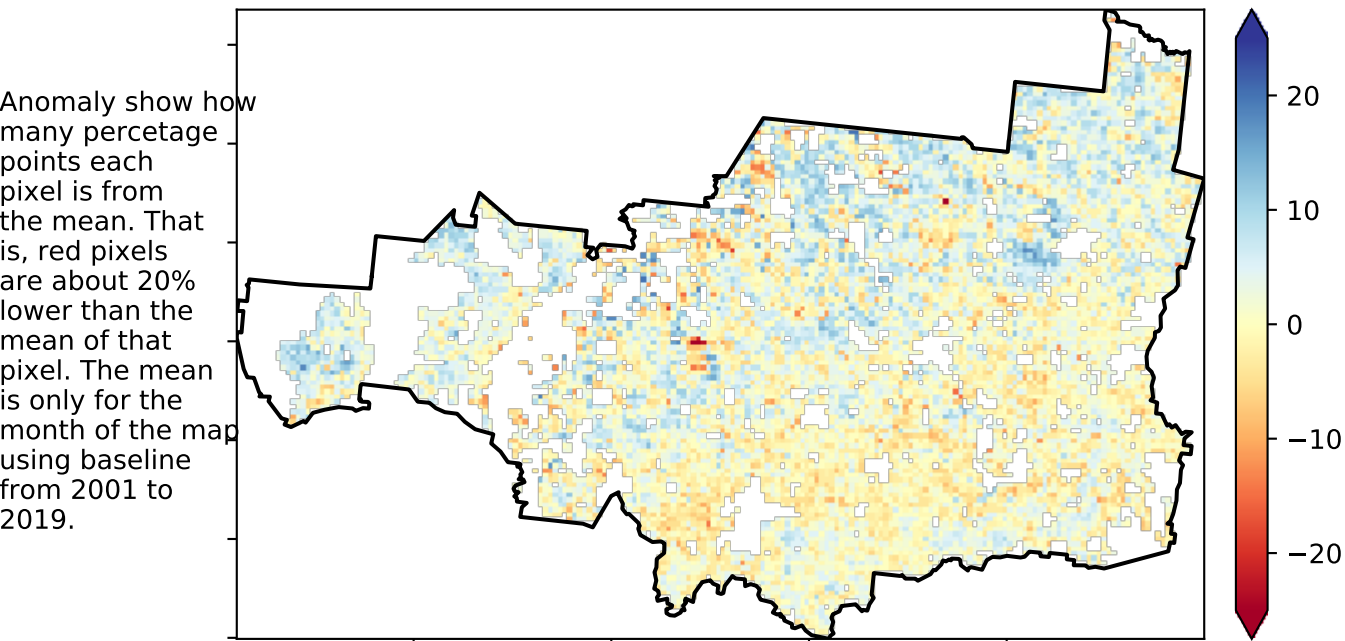 Anomaly show how
many percetage
points each
pixel is from
the mean. That
is, red pixels
are about 20%
lower than the
mean of that
pixel. The mean
is only for the
month of the map
using baseline
from 2001 to
2019.
20
10
0
−10
−20